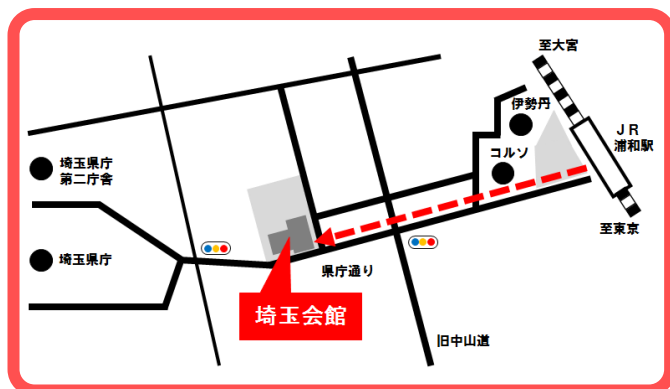 至大宮
伊勢丹
コルソ
ＪＲ
浦和駅
至東京
埼玉県庁
第二庁舎
埼玉県庁
県庁通り
埼玉会館
旧中山道